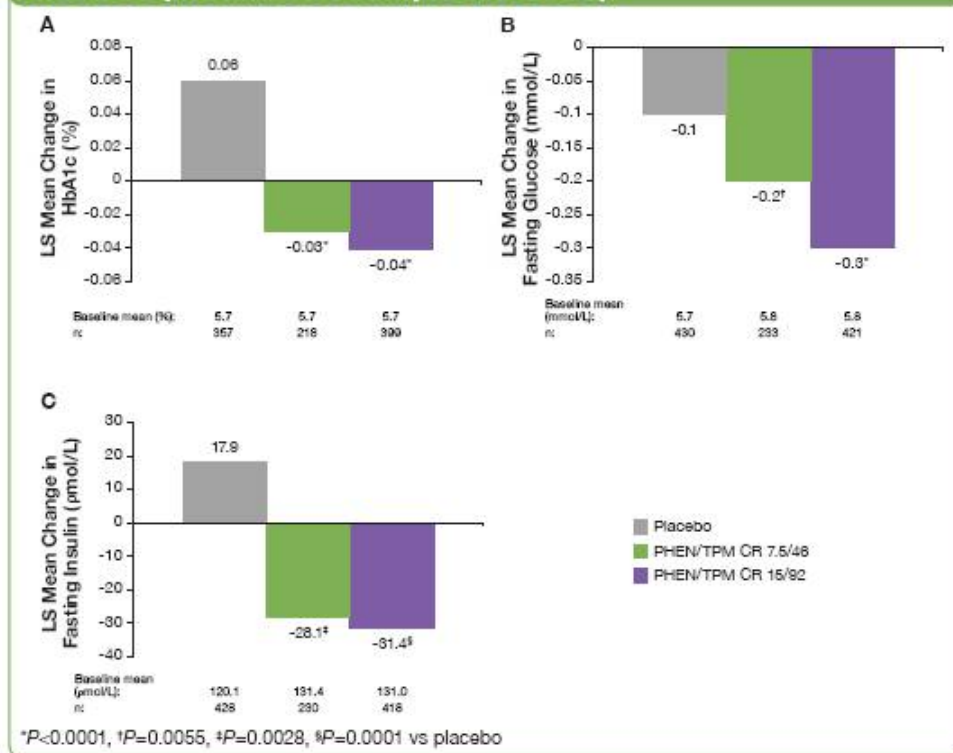 A
LS Mean Change in
HbA1c (%)
0.08
0.06
0.04
0.02
0
-0.02
-0.04
-0.06
0.06
-0.03*
-0.04*
Baseline mean (%): 5.7 5.7 5.7
n: 357 218 399
B
LS Mean Change in
Fasting Glucose (mmol/L)
0
-0.05
-0.1
-0.15
-0.2
-0.25
-0.3
-0.35
-0.1
-0.2†
-0.3*
Baseline mean
(mmol/L): 5.7 5.8 5.8
n: 430 233 421
C
LS Mean Change in
Fasting Insulin (ρmol/L)
30
20
10
0
-10
-20
-30
-40
17.9
-28.1‡
-31.4§
Baseline mean
(ρmol/L): 120.1 131.4 131.0
n: 428 230 418
Placebo
PHEN/TPM CR 7.5/46
PHEN/TPM CR 15/92
*P<0.0001, †P=0.0055, ‡P=0.0028, §P=0.0001 vs placebo